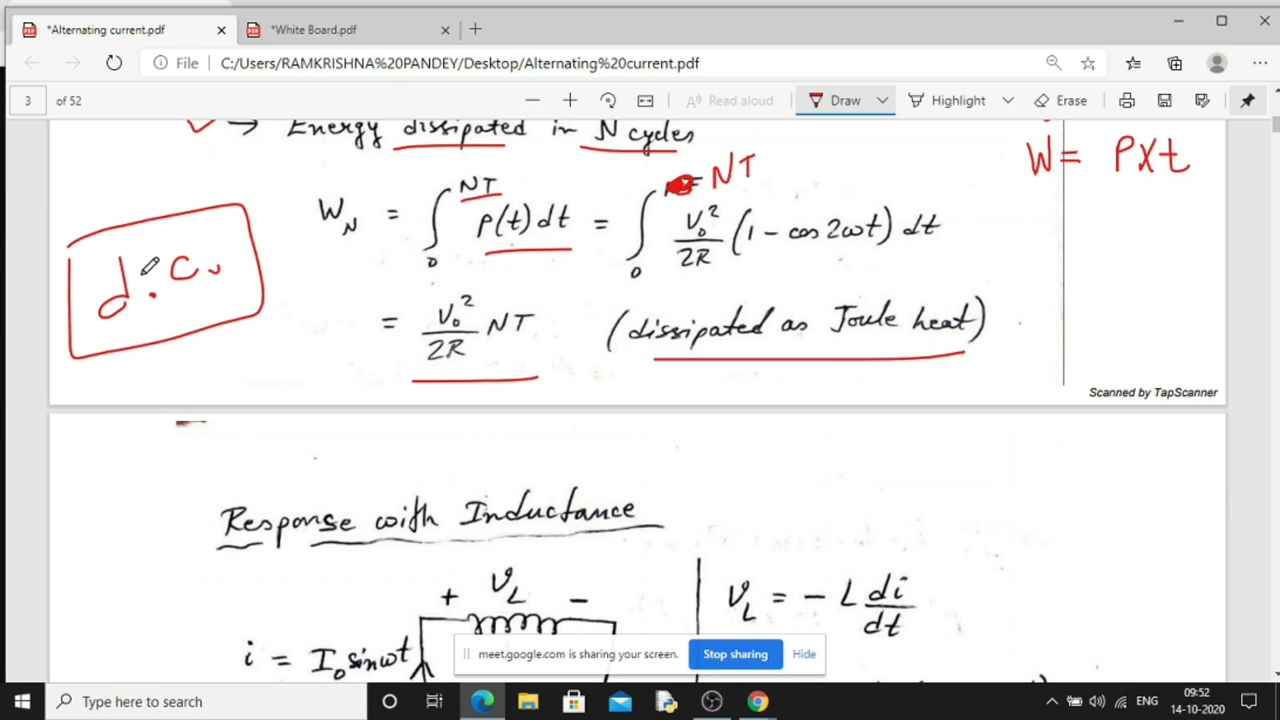 *Alternating current.pdf
*White Board.pdf
File | C:/Users/RAMKRISHNA%20PANDEY/Desktop/Alternating%20current.pdf
3 of 52
Read aloud
Draw
Highlight
Erase
→ Energy dissipated in N cycles
W = P X t
W_N = ∫_0^{NT} P(t) dt = ∫_0^{NT} V_0^2/2R (1 - cos 2ωt) dt
d.c.
= V_0^2/2R NT (dissipated as Joule heat)
Scanned by TapScanner
Response with Inductance
+ V_L -
V_L = - L di/dt
i = I_0 sinωt
meet.google.com is sharing your screen.
Stop sharing
Hide
Type here to search
ENG
09:52
14-10-2020